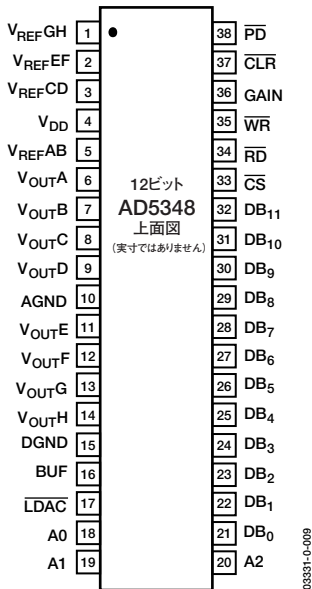 VREFGH 1
VREFEF 2
VREFCD 3
VDD 4
VREFAB 5
VOUTA 6
VOUTB 7
VOUTC 8
VOUTD 9
AGND 10
VOUTE 11
VOUTF 12
VOUTG 13
VOUTH 14
DGND 15
BUF 16
LDAC 17
A0 18
A1 19
12ビット
AD5348
上面図
(実寸ではありません)
38 PD
37 CLR
36 GAIN
35 WR
34 RD
33 CS
32 DB11
31 DB10
30 DB9
29 DB8
28 DB7
27 DB6
26 DB5
25 DB4
24 DB3
23 DB2
22 DB1
21 DB0
20 A2
03331-0-009